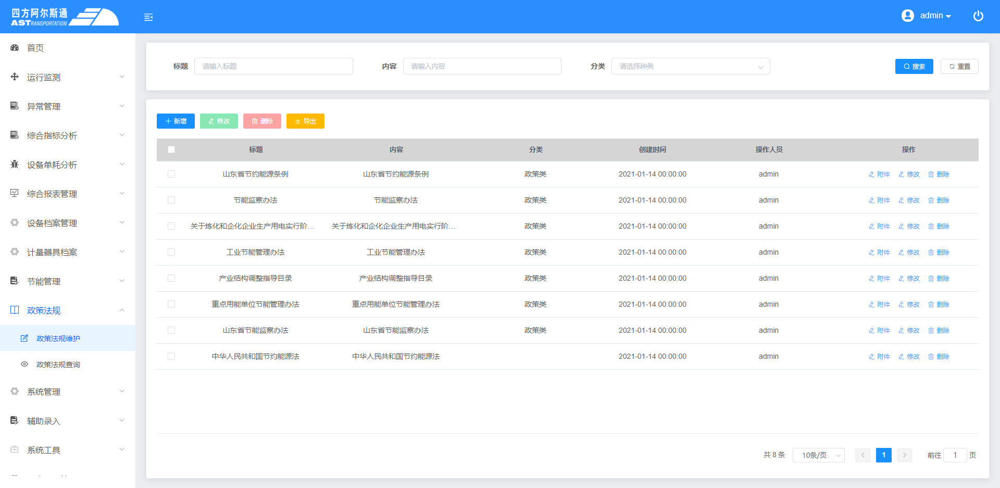 四方阿尔斯通
AST RANSPORTATION
admin
首页
运行监测
异常管理
综合指标分析
设备单耗分析
综合报表管理
设备档案管理
计量器具档案
节能管理
政策法规
政策法规维护
政策法规查询
系统管理
辅助录入
系统工具
标题 请输入标题 内容 请输入内容 分类 请选择种类 搜索 重置
新增 修改 删除 导出
标题 内容 分类 创建时间 操作人员 操作
山东省节约能源条例 山东省节约能源条例 政策类 2021-01-14 00:00:00 admin 附件 修改 删除
节能监察办法 节能监察办法 政策类 2021-01-14 00:00:00 admin 附件 修改 删除
关于炼化和企化企业生产用电实行阶... 关于炼化和企化企业生产用电实行阶... 政策类 2021-01-14 00:00:00 admin 附件 修改 删除
工业节能管理办法 工业节能管理办法 政策类 2021-01-14 00:00:00 admin 附件 修改 删除
产业结构调整指导目录 产业结构调整指导目录 政策类 2021-01-14 00:00:00 admin 附件 修改 删除
重点用能单位节能管理办法 重点用能单位节能管理办法 政策类 2021-01-14 00:00:00 admin 附件 修改 删除
山东省节能监察办法 山东省节能监察办法 政策类 2021-01-14 00:00:00 admin 附件 修改 删除
中华人民共和国节约能源法 中华人民共和国节约能源法 2021-01-14 00:00:00 admin 附件 修改 删除
共 8 条 10条/页 1 前往 1 页